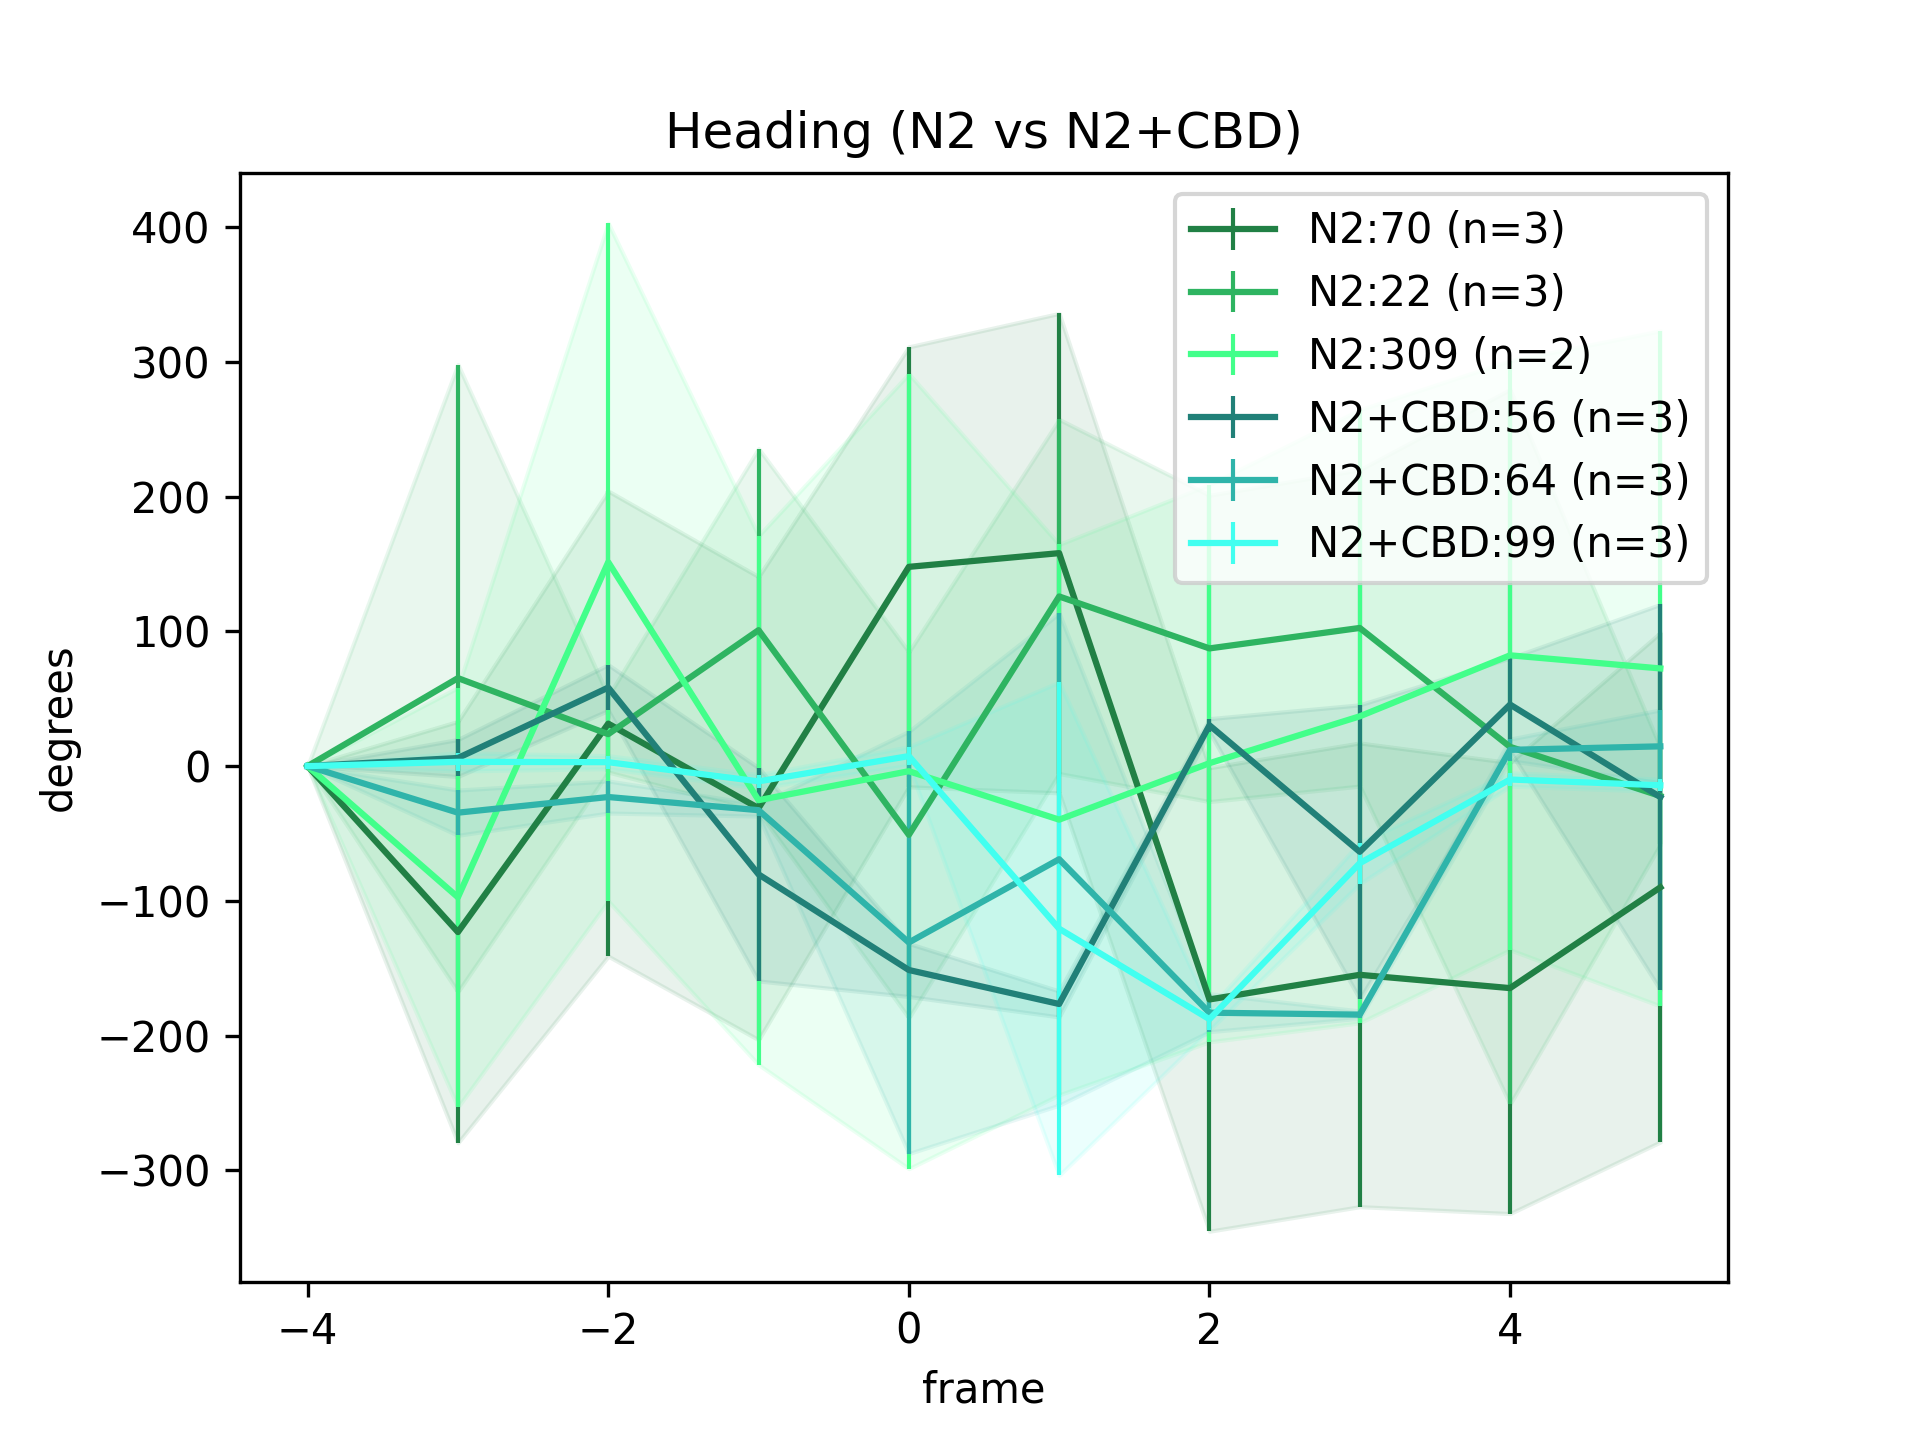 Heading (N2 vs N2+CBD)
N2:70 (n=3)
N2:22 (n=3)
N2:309 (n=2)
N2+CBD:56 (n=3)
N2+CBD:64 (n=3)
N2+CBD:99 (n=3)
400
300
200
100
0
−100
−200
−300
degrees
−4 −2 0 2 4
frame